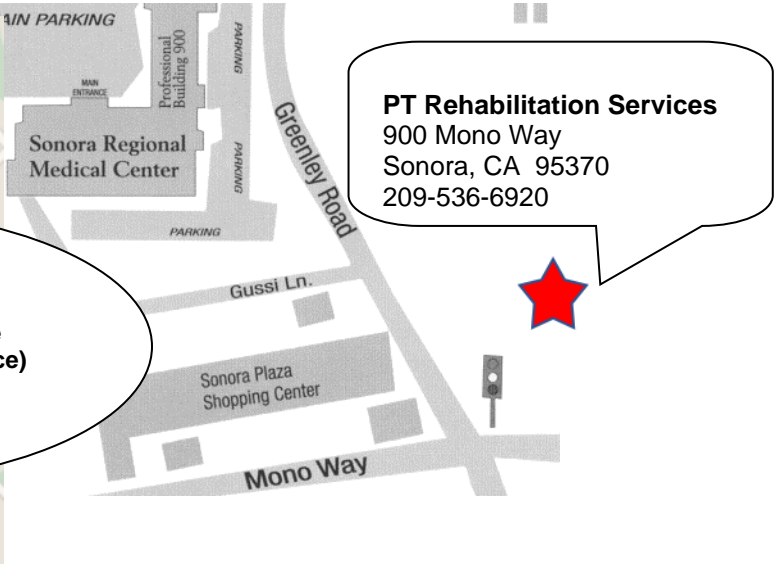 AIN PARKING
PARKING
Professional
Building 900
MAIN
ENTRANCE
Sonora Regional
Medical Center
PARKING
PARKING
Greenley Road
PT Rehabilitation Services
900 Mono Way
Sonora, CA 95370
209-536-6920
Gussi Ln.
ce)
Sonora Plaza
Shopping Center
Mono Way